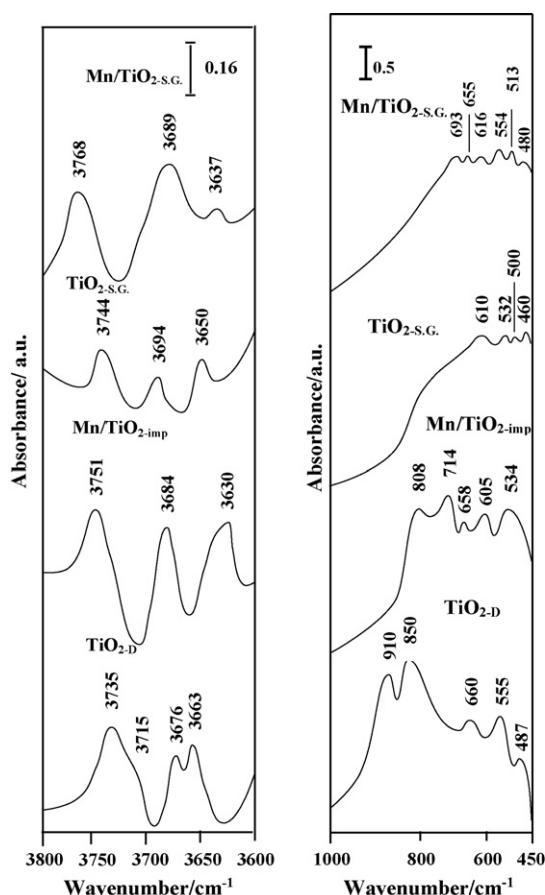 0.16
Mn/TiO2-S.G.
3768
3689
3637
TiO2-S.G.
3744
3694
3650
Mn/TiO2-imp
3751
3684
3630
TiO2-D
3735
3715
3676
3663
3800 3750 3700 3650 3600
Wavenumber/cm-1
Absorbance/ a.u.
0.5
Mn/TiO2-S.G.
693
655
616
554
513
480
TiO2-S.G.
610
532
500
460
Mn/TiO2-imp
808
714
658
605
534
TiO2-D
910
850
660
555
487
1000 800 600 450
Wavenumber/cm-1
Absorbance/ a.u.